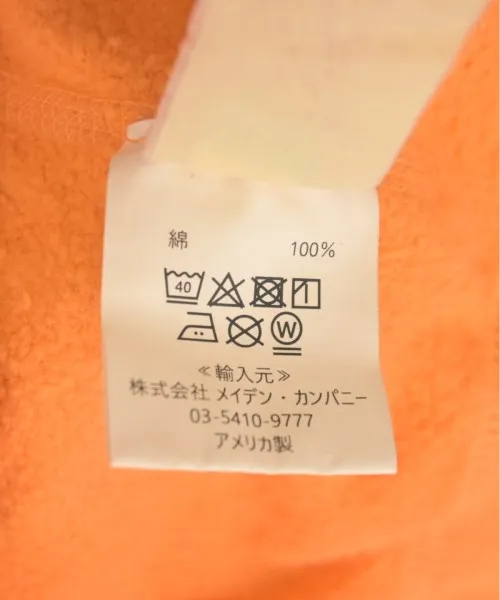 綿 100%
40
W
≪輸入元≫
株式会社 メイデン・カンパニー
03-5410-9777
アメリカ製